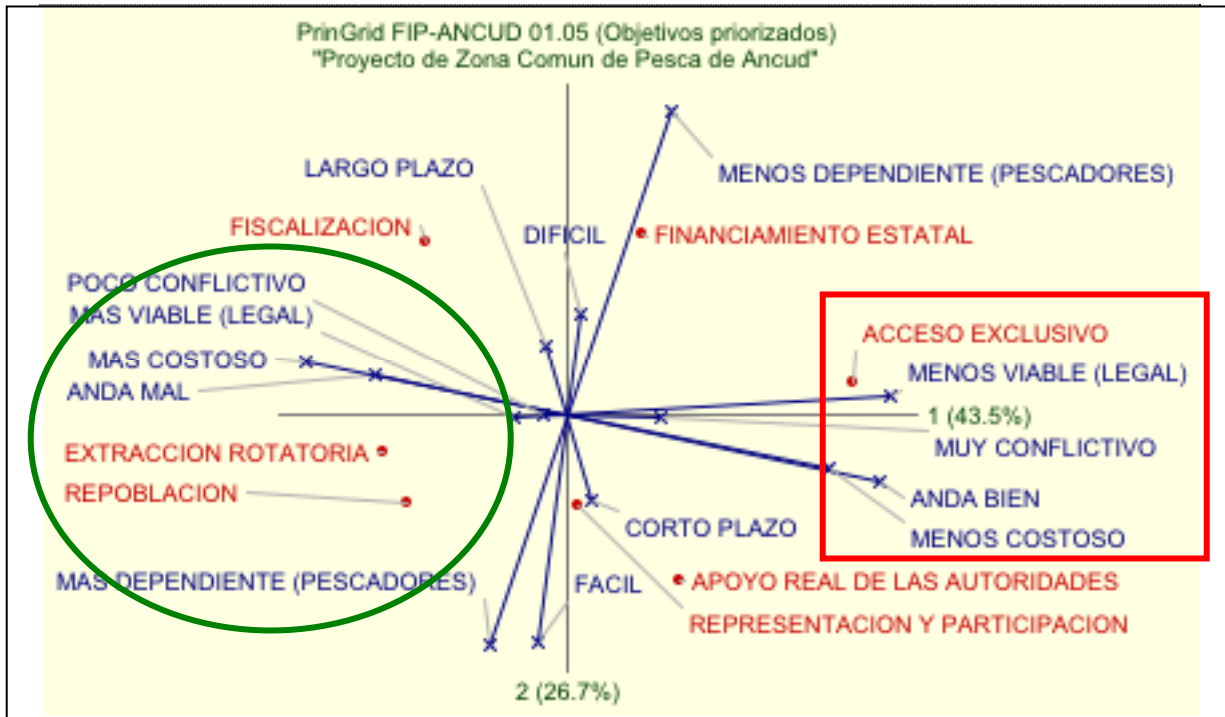 PrinGrid FIP-ANCUD 01.05 (Objetivos priorizados)
"Proyecto de Zona Comun de Pesca de Ancud"
LARGO PLAZO
MENOS DEPENDIENTE (PESCADORES)
FISCALIZACION
DIFICIL
FINANCIAMIENTO ESTATAL
POCO CONFLICTIVO
MAS VIABLE (LEGAL)
ACCESO EXCLUSIVO
MAS COSTOSO
MENOS VIABLE (LEGAL)
ANDA MAL
1 (43.5%)
MUY CONFLICTIVO
EXTRACCION ROTATORIA
REPOBLACION
ANDA BIEN
CORTO PLAZO
MENOS COSTOSO
MAS DEPENDIENTE (PESCADORES)
FACIL
APOYO REAL DE LAS AUTORIDADES
REPRESENTACION Y PARTICIPACION
2 (26.7%)